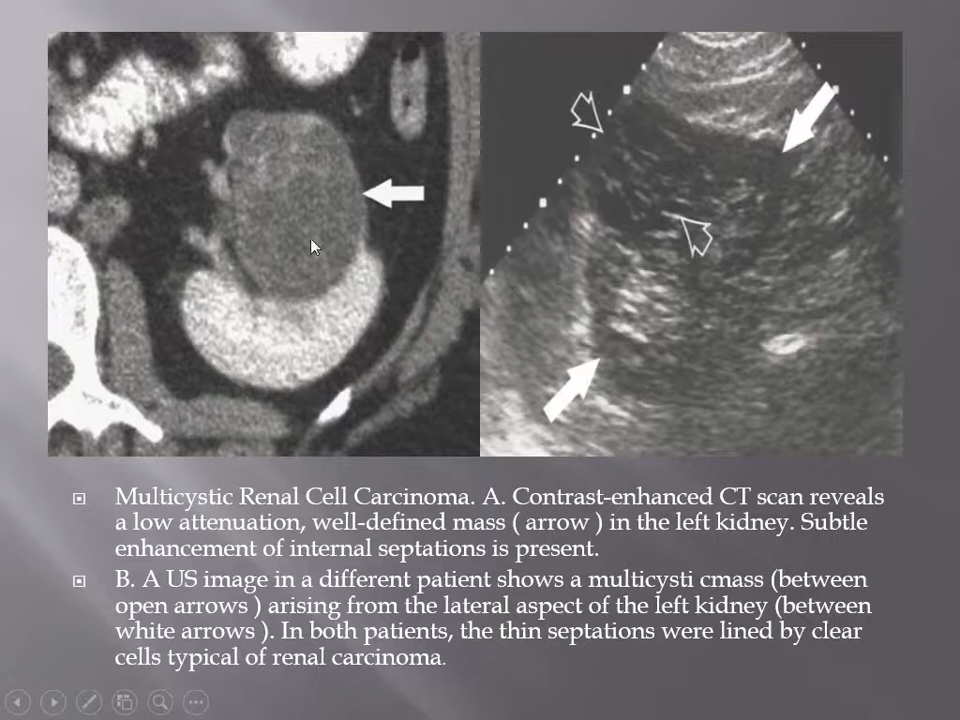 Multicystic Renal Cell Carcinoma. A. Contrast-enhanced CT scan reveals
a low attenuation, well-defined mass ( arrow ) in the left kidney. Subtle
enhancement of internal septations is present.
B. A US image in a different patient shows a multicysti cmass (between
open arrows ) arising from the lateral aspect of the left kidney (between
white arrows ). In both patients, the thin septations were lined by clear
cells typical of renal carcinoma.